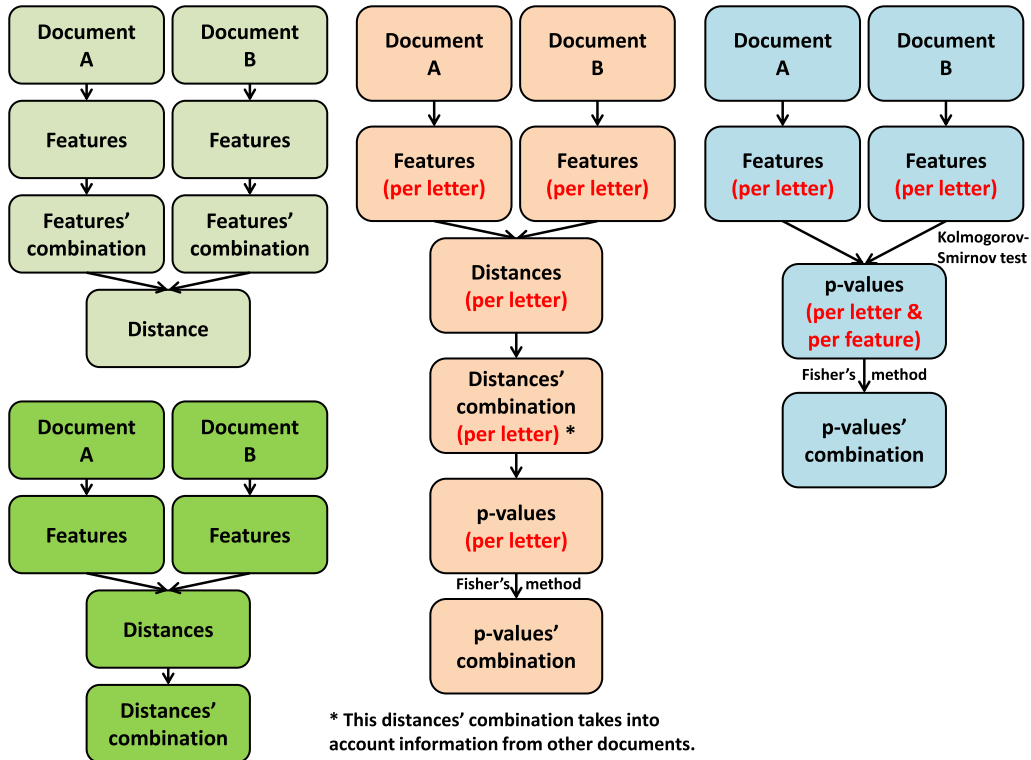 Document
A
Document
B
Features
Features
Features’
combination
Features’
combination
Distance
Document
A
Document
B
Features
Features
Distances
Distances’
combination
Document
A
Document
B
Features
(per letter)
Features
(per letter)
Distances
(per letter)
Distances’
combination
(per letter) *
p-values
(per letter)
Fisher’s method
p-values’
combination
* This distances’ combination takes into
account information from other documents.
Document
A
Document
B
Features
(per letter)
Features
(per letter)
Kolmogorov-
Smirnov test
p-values
(per letter &
per feature)
Fisher’s method
p-values’
combination